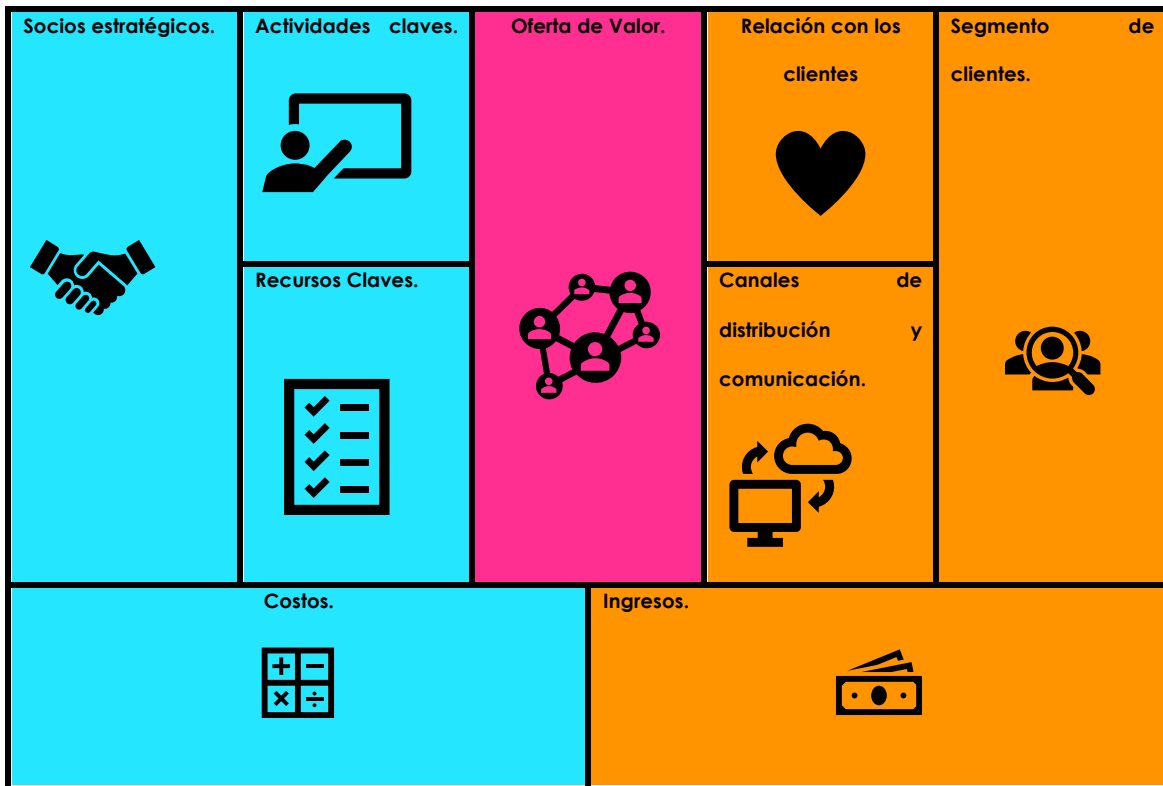 Socios estratégicos.
Actividades claves.
Oferta de Valor.
Relación con los
clientes
Segmento de
clientes.
Recursos Claves.
Canales de
distribución y
comunicación.
Costos.
Ingresos.